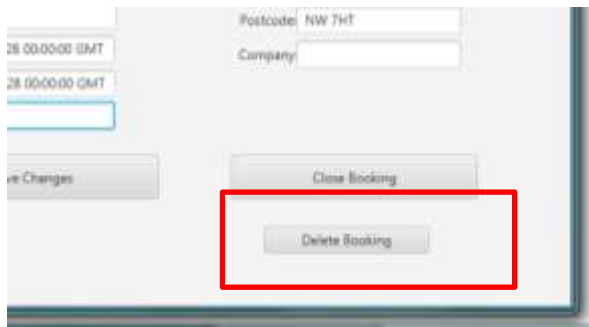 Postcode: NW 7HT
28 00:00:00 GMT
Company:
28 00:00:00 GMT
ve Changes
Close Booking
Delete Booking